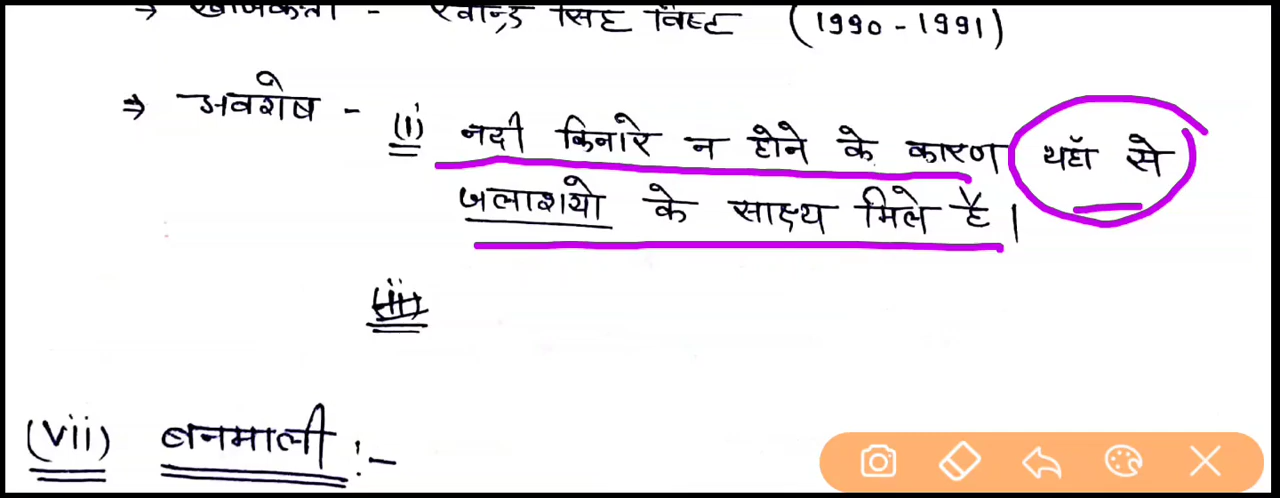 ⇒ खोजकर्ता - रवीन्द्र सिंह विष्ट (1990 - 1991)
⇒ अवशेष - (i) नदी किनारे न होने के कारण यहाँ से
जलाशयो के साक्ष्य मिले है।
(ii)
(vii) बनमाली :-